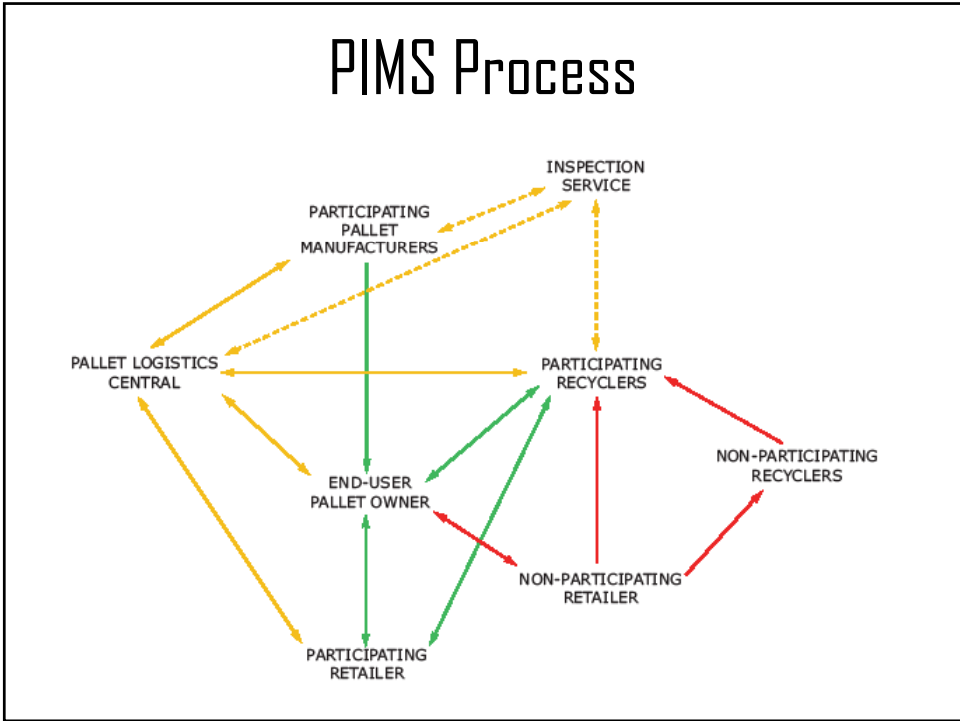 PIMS Process
INSPECTION
SERVICE
PARTICIPATING
PALLET
MANUFACTURERS
PALLET LOGISTICS
CENTRAL
PARTICIPATING
RECYCLERS
NON-PARTICIPATING
RECYCLERS
END-USER
PALLET OWNER
NON-PARTICIPATING
RETAILER
PARTICIPATING
RETAILER